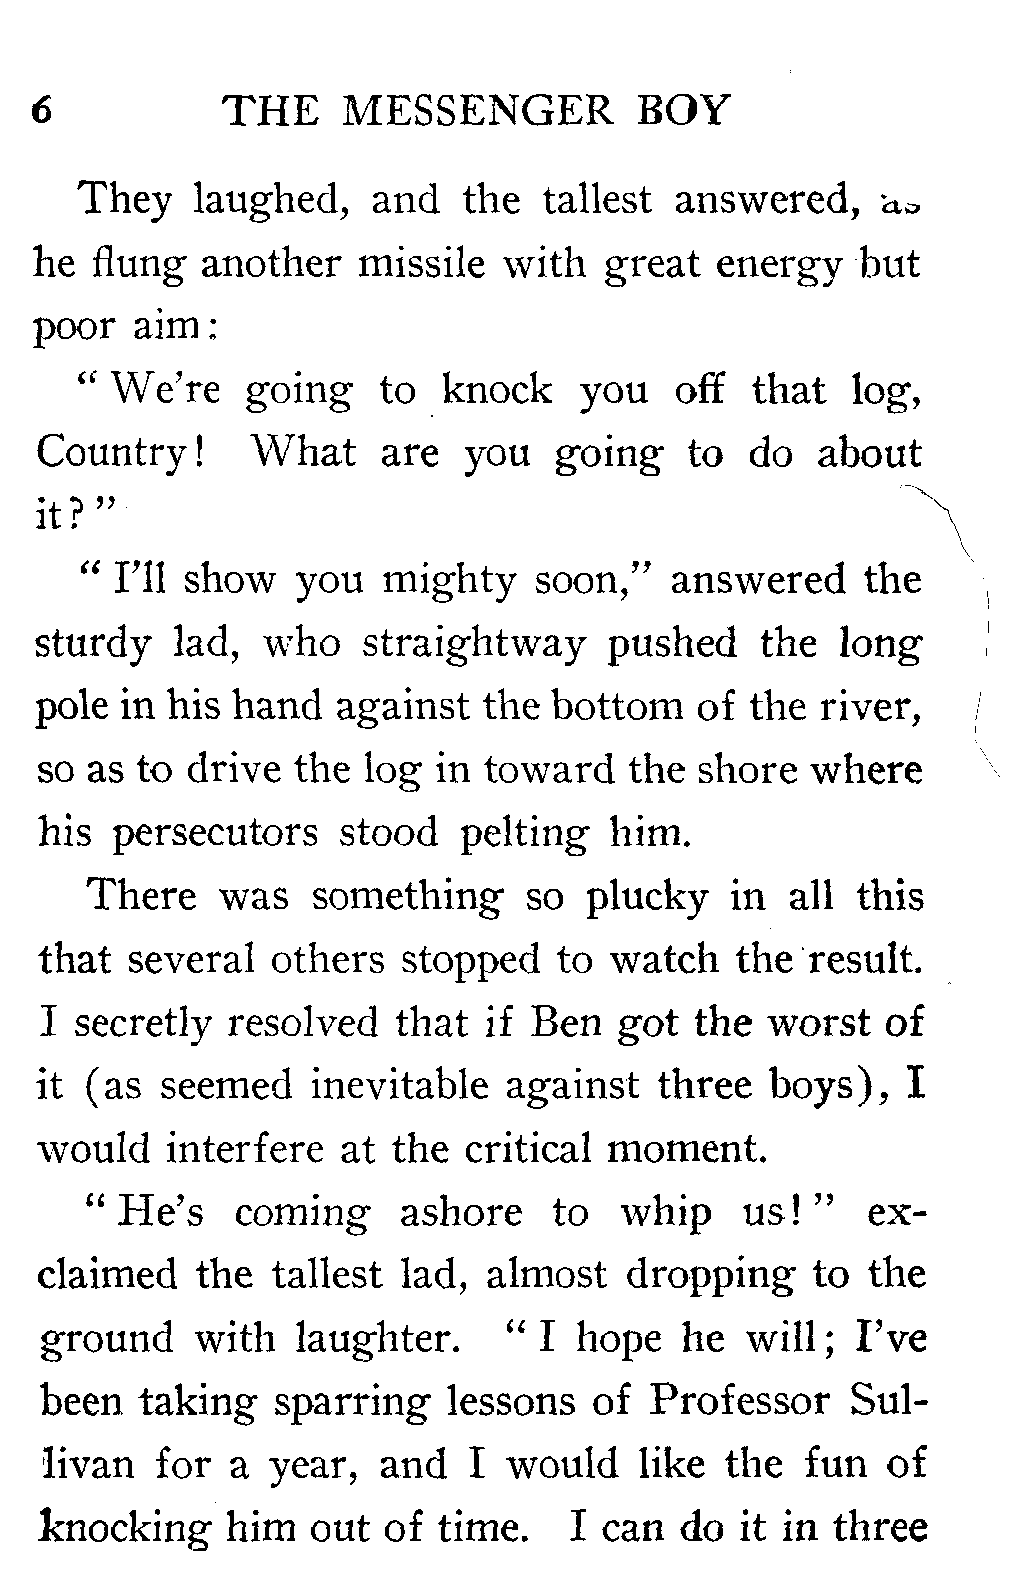 6 THE MESSENGER BOY
They laughed, and the tallest answered, as
he flung another missile with great energy but
poor aim:
“ We’re going to knock you off that log,
Country! What are you going to do about
it? ”
“ I’ll show you mighty soon,” answered the
sturdy lad, who straightway pushed the long
pole in his hand against the bottom of the river,
so as to drive the log in toward the shore where
his persecutors stood pelting him.
There was something so plucky in all this
that several others stopped to watch the result.
I secretly resolved that if Ben got the worst of
it (as seemed inevitable against three boys), I
would interfere at the critical moment.
“ He’s coming ashore to whip us! ” ex-
claimed the tallest lad, almost dropping to the
ground with laughter. “ I hope he will; I’ve
been taking sparring lessons of Professor Sul-
livan for a year, and I would like the fun of
knocking him out of time. I can do it in three